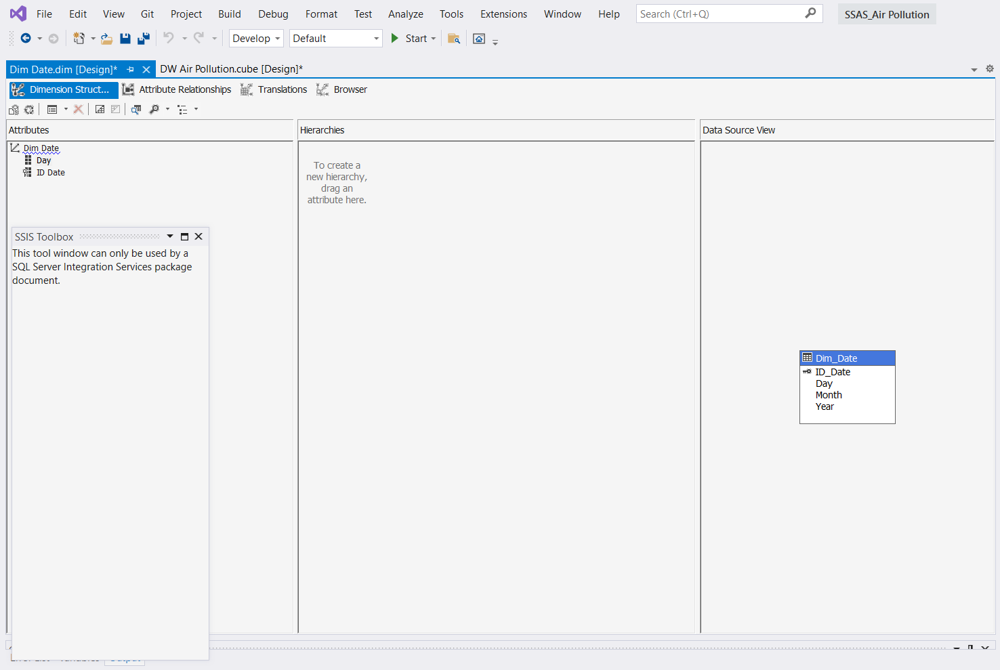 File Edit View Git Project Build Debug Format Test Analyze Tools Extensions Window Help Search (Ctrl+Q) SSAS_Air Pollution
Develop Default Start
Dim Date.dim [Design]* DW Air Pollution.cube [Design]*
Dimension Struct... Attribute Relationships Translations Browser
Attributes Hierarchies Data Source View
Dim Date
Day
ID Date
To create a
new hierarchy,
drag an
attribute here.
SSIS Toolbox
This tool window can only be used by a
SQL Server Integration Services package
document.
Dim_Date
ID_Date
Day
Month
Year